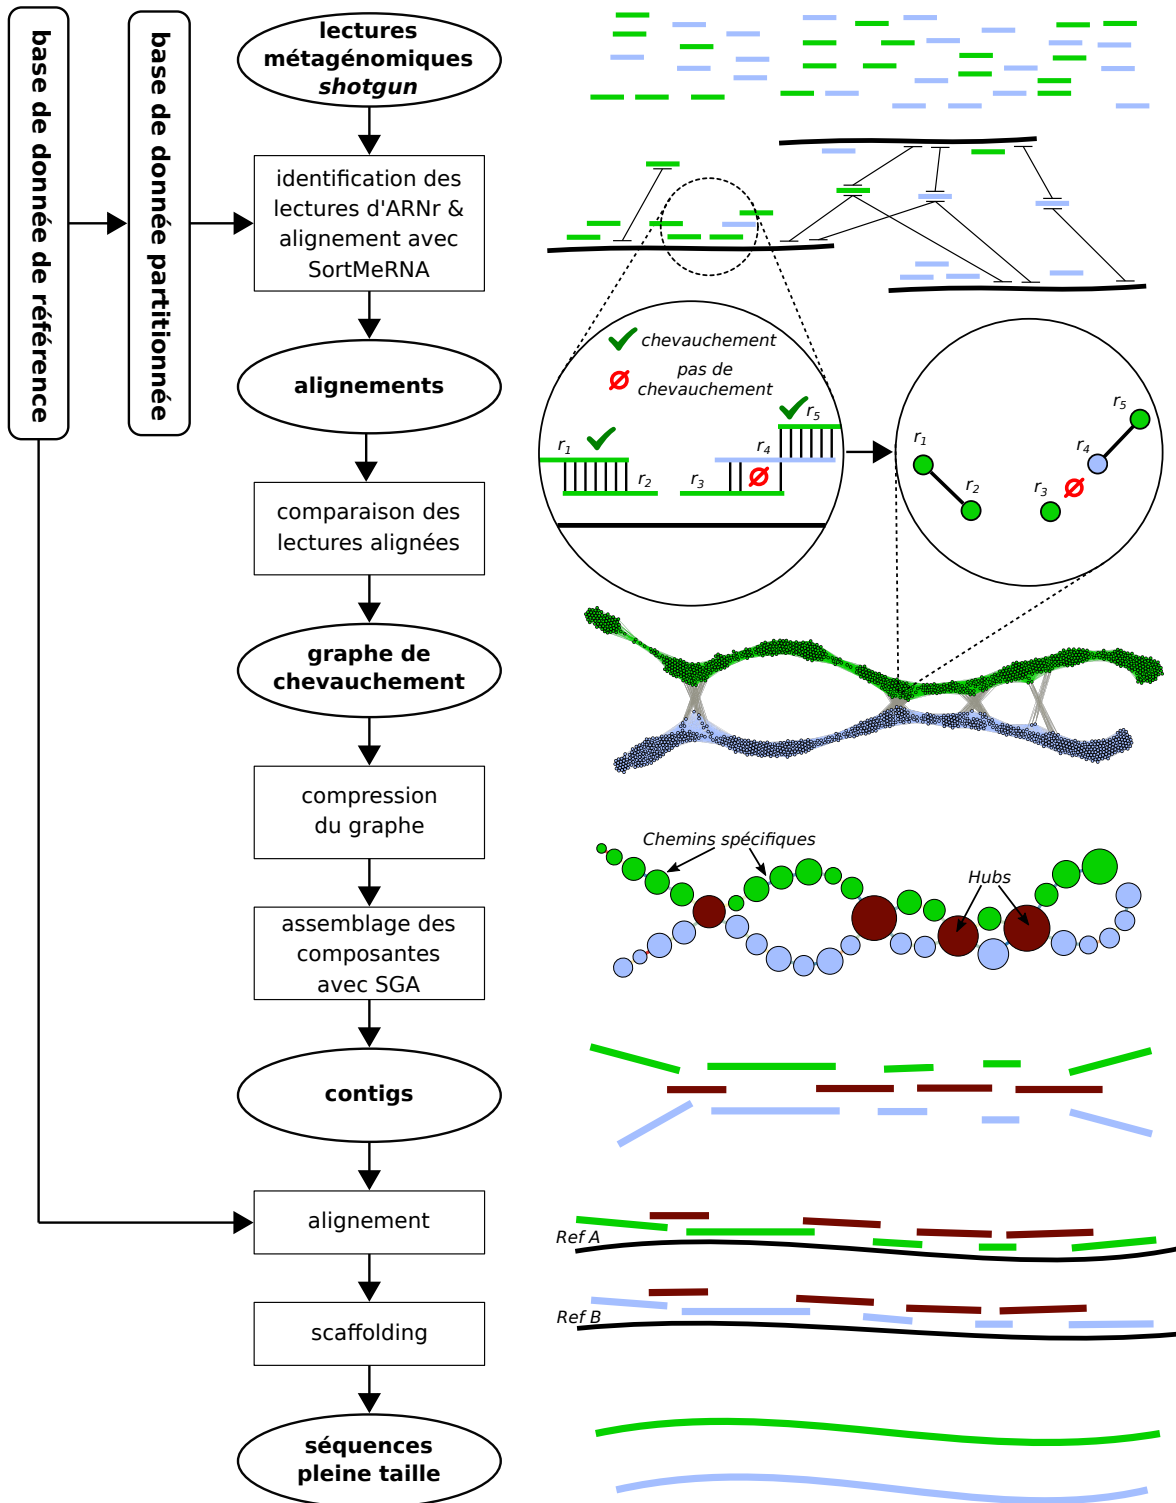 base de donnée de référence
base de donnée partitionnée
lectures
métagénomiques
shotgun
identification des
lectures d'ARNr &
alignement avec
SortMeRNA
alignements
comparaison des
lectures alignées
graphe de
chevauchement
compression
du graphe
assemblage des
composantes
avec SGA
contigs
alignement
scaffolding
séquences
pleine taille
chevauchement
pas de
chevauchement
r1
r2
r3
r4
r5
r1
r2
r3
r4
r5
Chemins spécifiques
Hubs
Ref A
Ref B